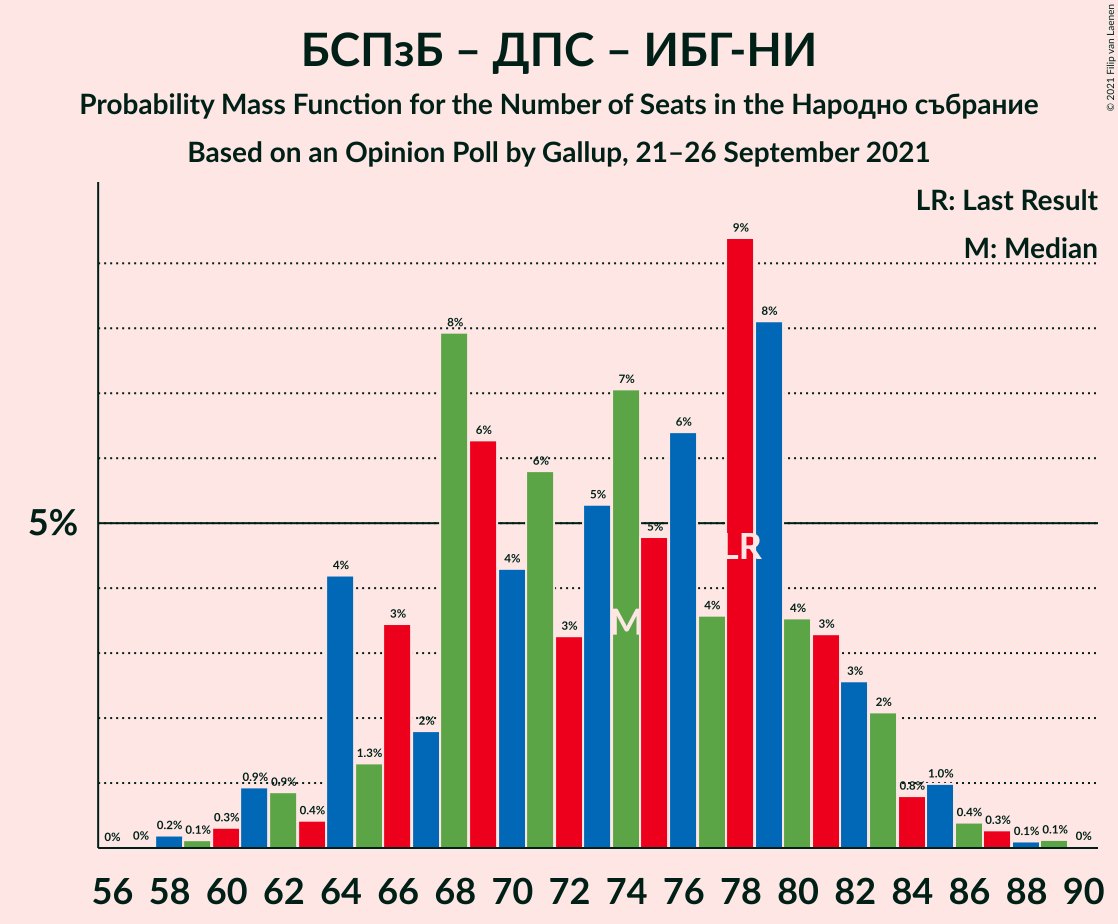 БСПзБ – ДПС – ИБГ-НИ
Probability Mass Function for the Number of Seats in the Народно събрание
Based on an Opinion Poll by Gallup, 21–26 September 2021
© 2021 Filip van Laenen
LR: Last Result
M: Median
5%
0% 0% 0.2% 0.1% 0.3% 0.9% 0.9% 0.4% 4% 1.3% 3% 2% 8% 6% 4% 6% 3% 5% 7% 5% 6% 4% 9% 8% 4% 3% 3% 2% 0.8% 1.0% 0.4% 0.3% 0.1% 0.1% 0%
M
LR
56 58 60 62 64 66 68 70 72 74 76 78 80 82 84 86 88 90